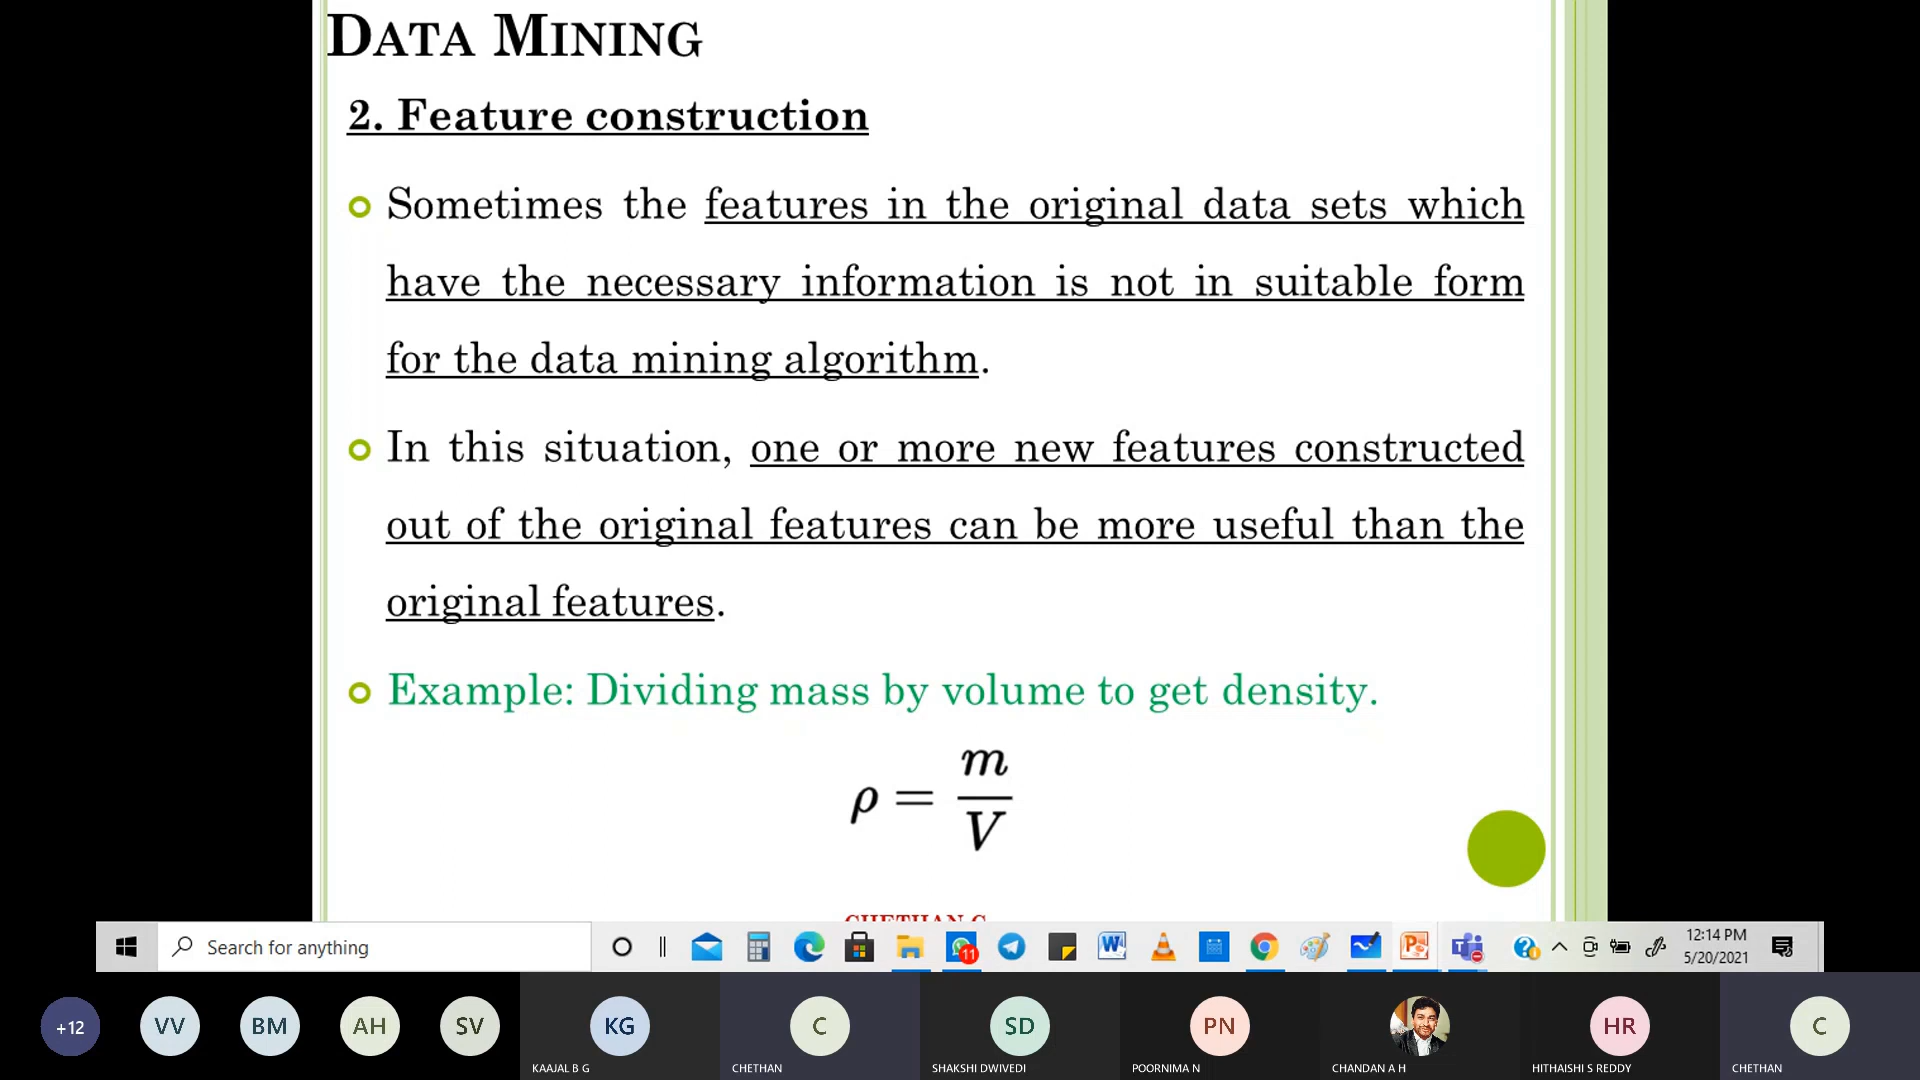 DATA MINING
2. Feature construction
Sometimes the features in the original data sets which
have the necessary information is not in suitable form
for the data mining algorithm.
In this situation, one or more new features constructed
out of the original features can be more useful than the
original features.
Example: Dividing mass by volume to get density.
ρ = m/V
CHETHAN C
Search for anything
11
12:14 PM
5/20/2021
+12
VV
BM
AH
SV
KG
C
SD
PN
HR
C
KAAJAL B G
CHETHAN
SHAKSHI DWIVEDI
POORNIMA N
CHANDAN A H
HITHAISHI S REDDY
CHETHAN